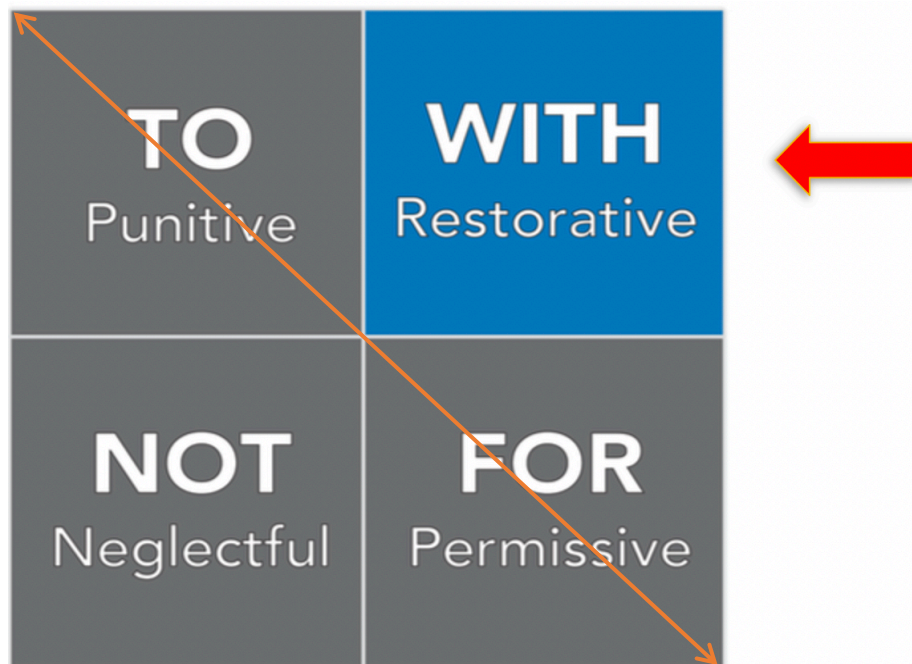 TO
Punitive
WITH
Restorative
NOT
Neglectful
FOR
Permissive